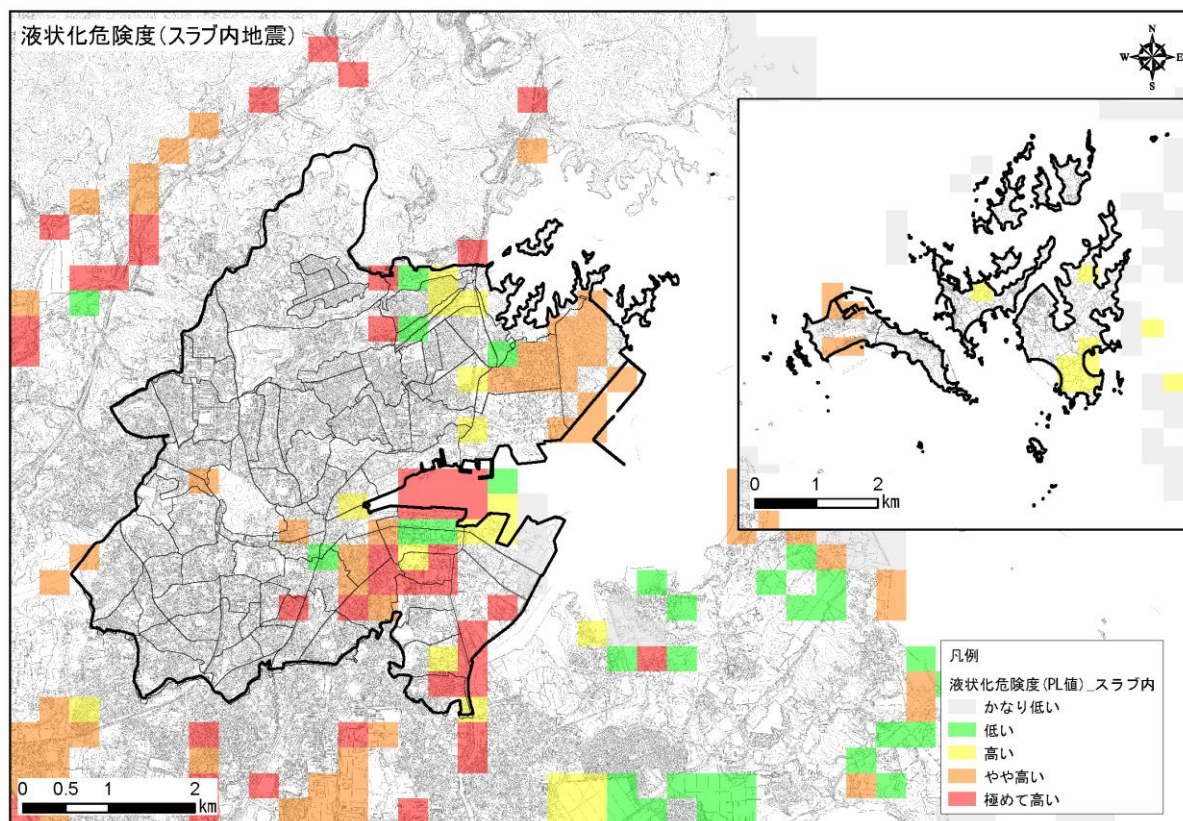 液状化危険度(スラブ内地震)
N
W E
S
0 1 2
km
凡例
液状化危険度(PL値)_スラブ内
かなり低い
低い
高い
やや高い
極めて高い
0 0.5 1 2
km